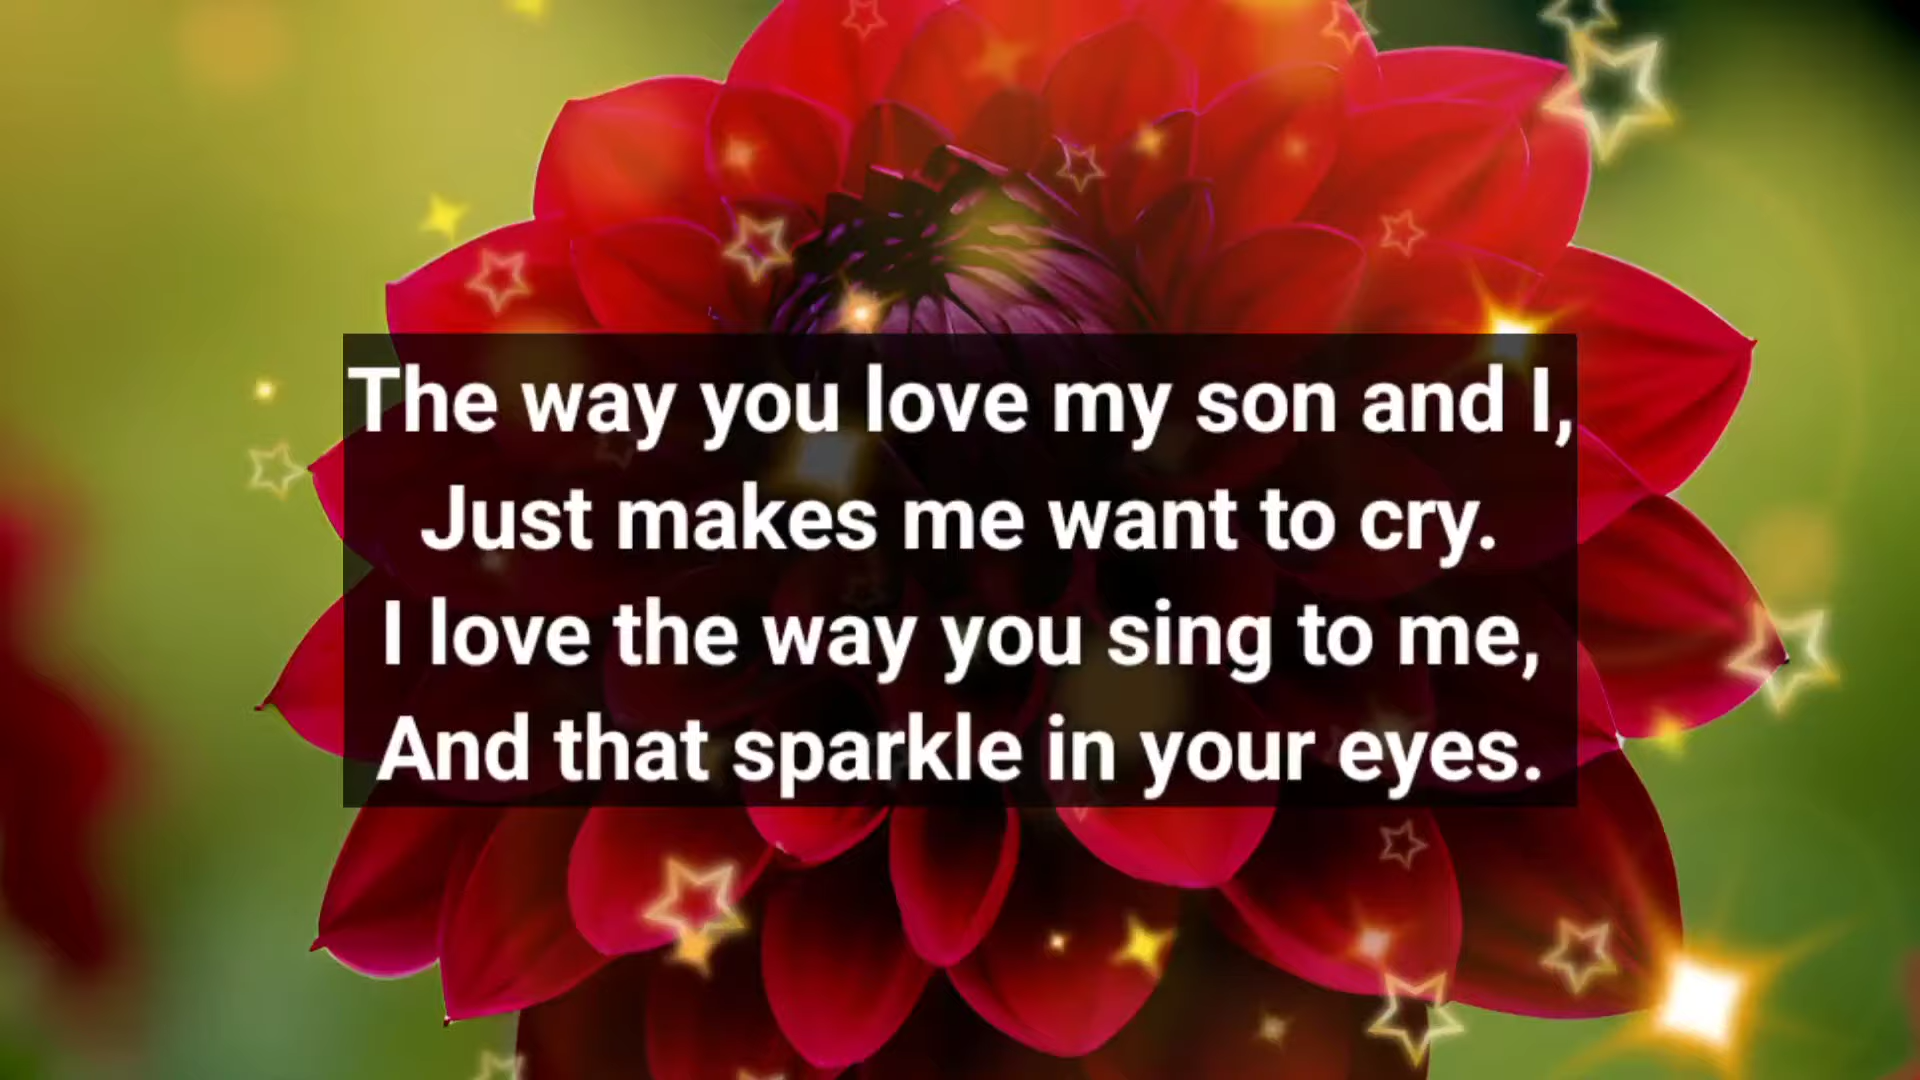 The way you love my son and I,
Just makes me want to cry.
I love the way you sing to me,
And that sparkle in your eyes.